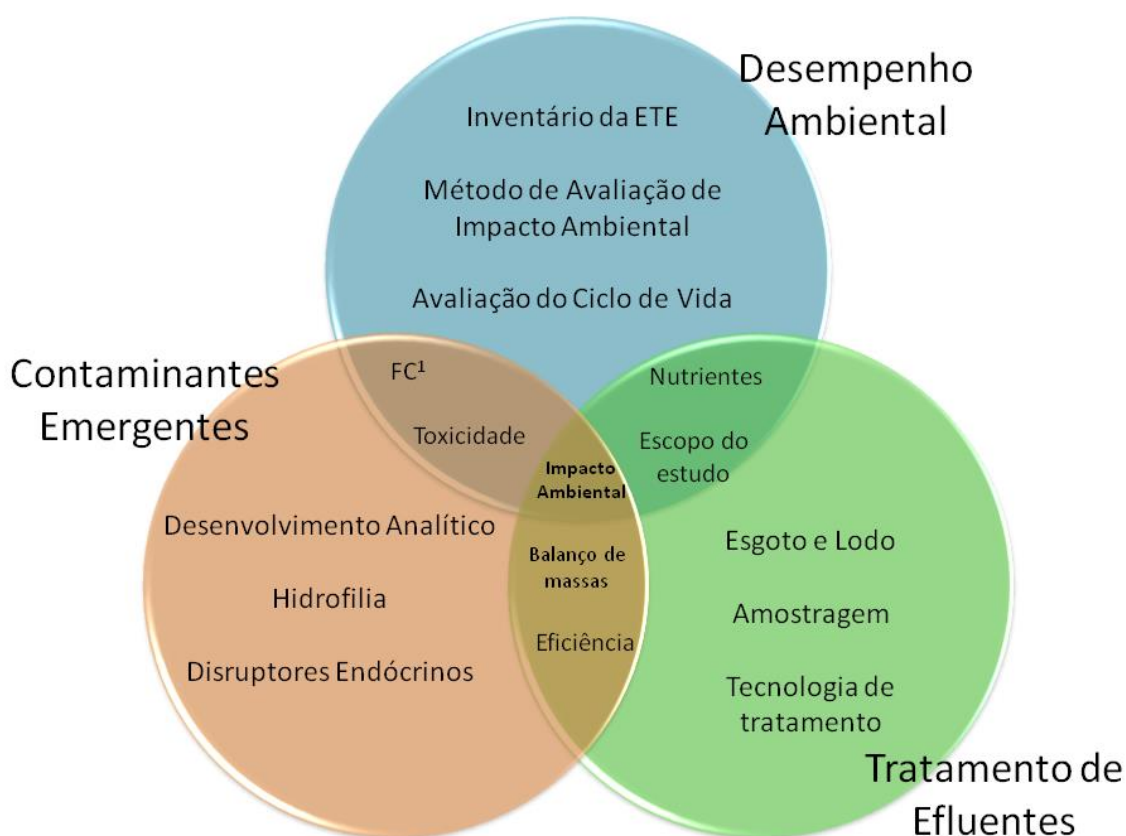 Desempenho
Ambiental
Inventário da ETE
Método de Avaliação de
Impacto Ambiental
Avaliação do Ciclo de Vida
Contaminantes
Emergentes
FC¹
Toxicidade
Nutrientes
Escopo do
estudo
Impacto
Ambiental
Desenvolvimento Analítico
Hidrofilia
Disruptores Endócrinos
Balanço de
massas
Eficiência
Esgoto e Lodo
Amostragem
Tecnologia de
tratamento
Tratamento de
Efluentes